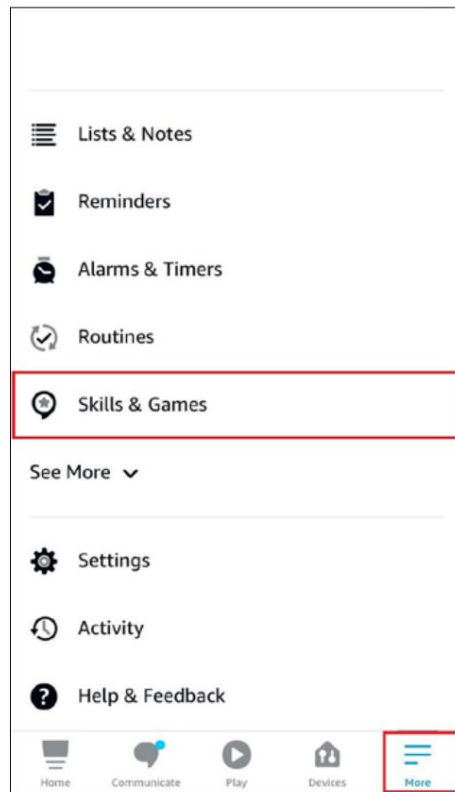 Lists & Notes
Reminders
Alarms & Timers
Routines
Skills & Games
See More
Settings
Activity
Help & Feedback
Home Communicate Play Devices More